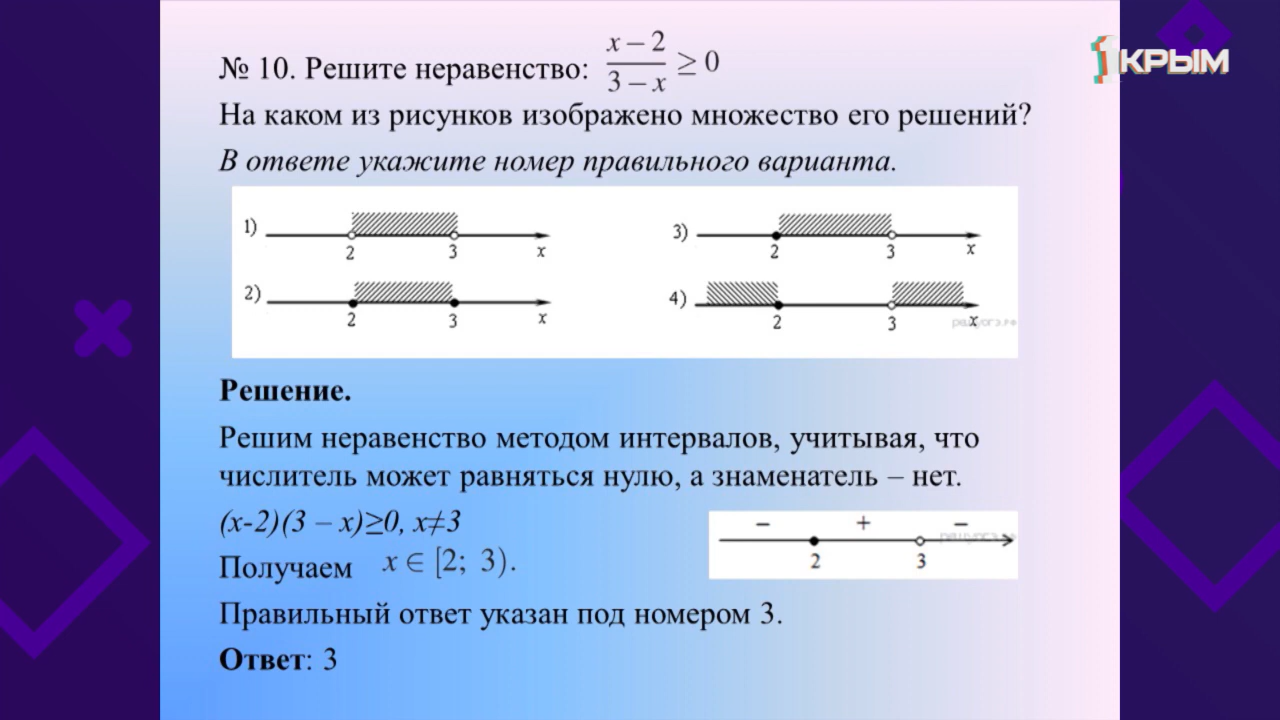 № 10. Решите неравенство: (x – 2)/(3 – x) ≥ 0
1 КРЫМ
На каком из рисунков изображено множество его решений?
В ответе укажите номер правильного варианта.
1) 2 3 x
3) 2 3 x
2) 2 3 x
4) 2 3 x
Решение.
Решим неравенство методом интервалов, учитывая, что
числитель может равняться нулю, а знаменатель – нет.
(x-2)(3 – x)≥0, x≠3
– + –
2 3
Получаем x ∈ [2; 3).
Правильный ответ указан под номером 3.
Ответ: 3